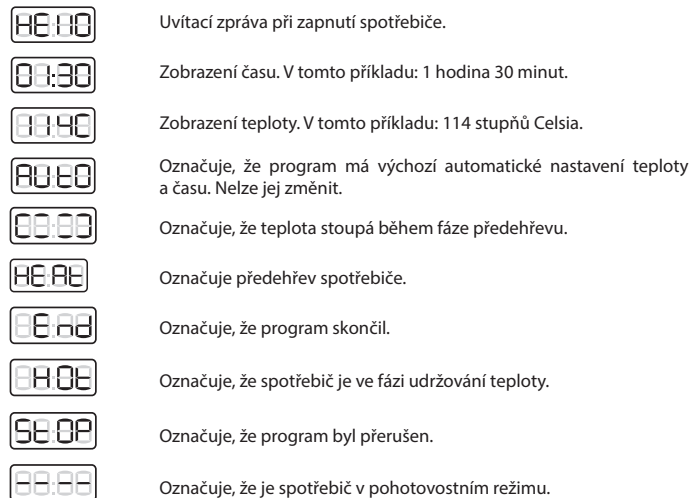 HE:llO Uvítací zpráva při zapnutí spotřebiče.
01:30 Zobrazení času. V tomto příkladu: 1 hodina 30 minut.
114C Zobrazení teploty. V tomto příkladu: 114 stupňů Celsia.
AUtO Označuje, že program má výchozí automatické nastavení teploty
a času. Nelze jej změnit.
Označuje, že teplota stoupá během fáze předehřevu.
HEAt Označuje předehřev spotřebiče.
End Označuje, že program skončil.
HOt Označuje, že spotřebič je ve fázi udržování teploty.
StOP Označuje, že program byl přerušen.
---- Označuje, že je spotřebič v pohotovostním režimu.